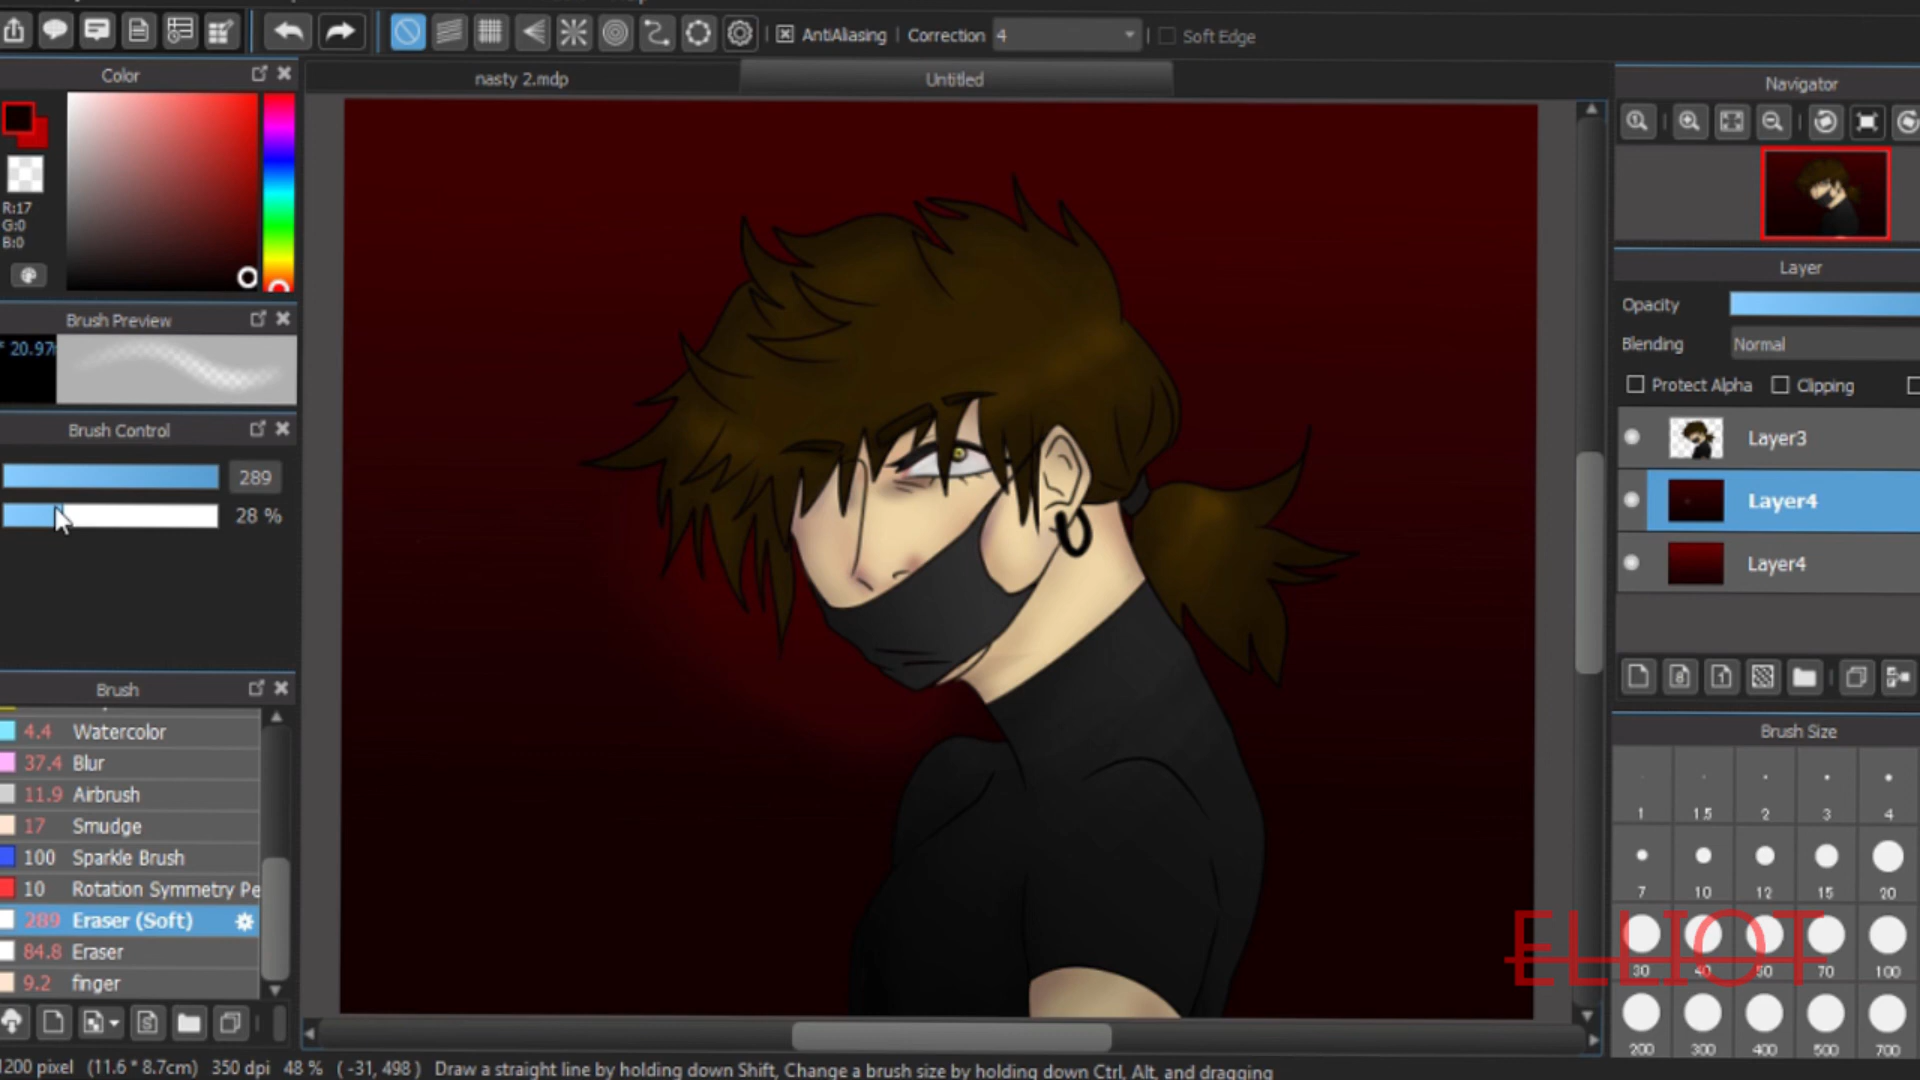 AntiAliasing
Correction
4
Soft Edge
Color
nasty 2.mdp
Untitled
Navigator
R:17
G:0
B:0
Layer
Opacity
Brush Preview
Blending
Normal
* 20.97
Protect Alpha
Clipping
Brush Control
Layer3
289
28 %
Layer4
Layer4
Brush
4.4 Watercolor
37.4 Blur
11.9 Airbrush
17 Smudge
100 Sparkle Brush
10 Rotation Symmetry Pe
289 Eraser (Soft)
84.8 Eraser
9.2 finger
Brush Size
1 1.5 2 3 4
7 10 12 15 20
ELLIOT
30 40 50 70 100
200 300 400 500 700
1200 pixel (11.6 * 8.7cm) 350 dpi 48 % ( -31, 498 ) Draw a straight line by holding down Shift, Change a brush size by holding down Ctrl, Alt, and dragging